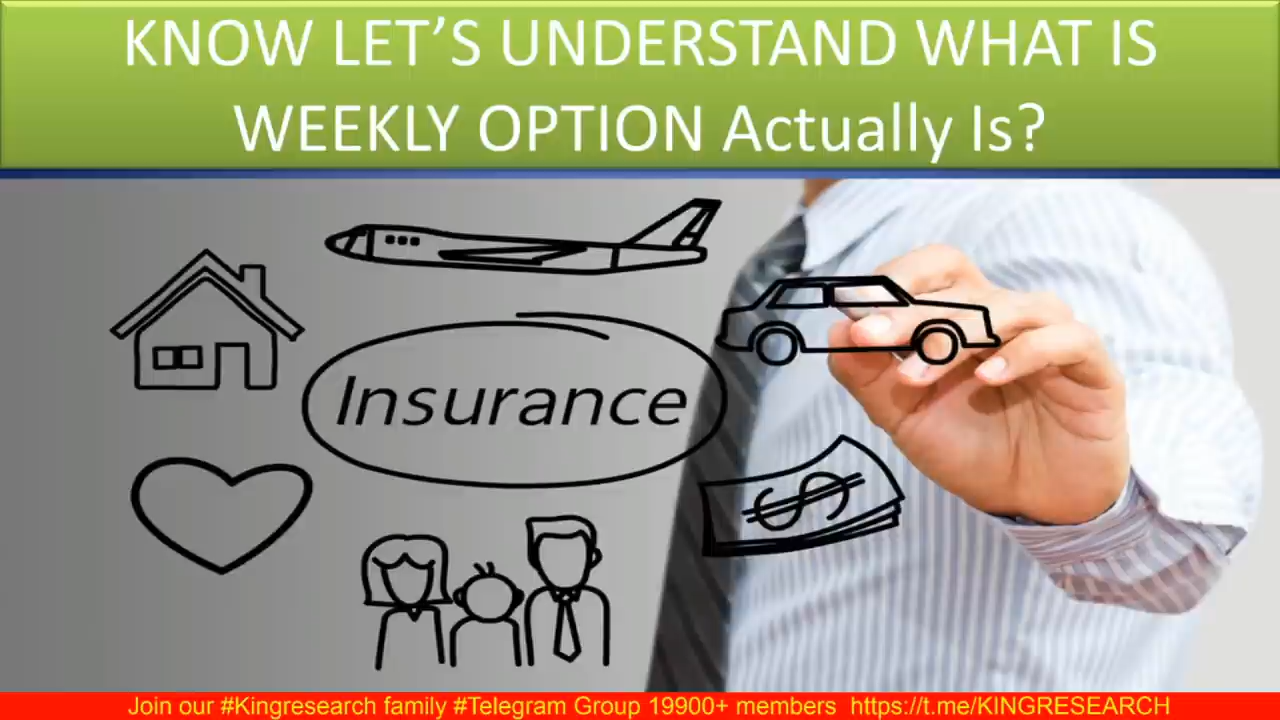 KNOW LET’S UNDERSTAND WHAT IS
WEEKLY OPTION Actually Is?
Insurance
Join our #Kingresearch family #Telegram Group 19900+ members https://t.me/KINGRESEARCH